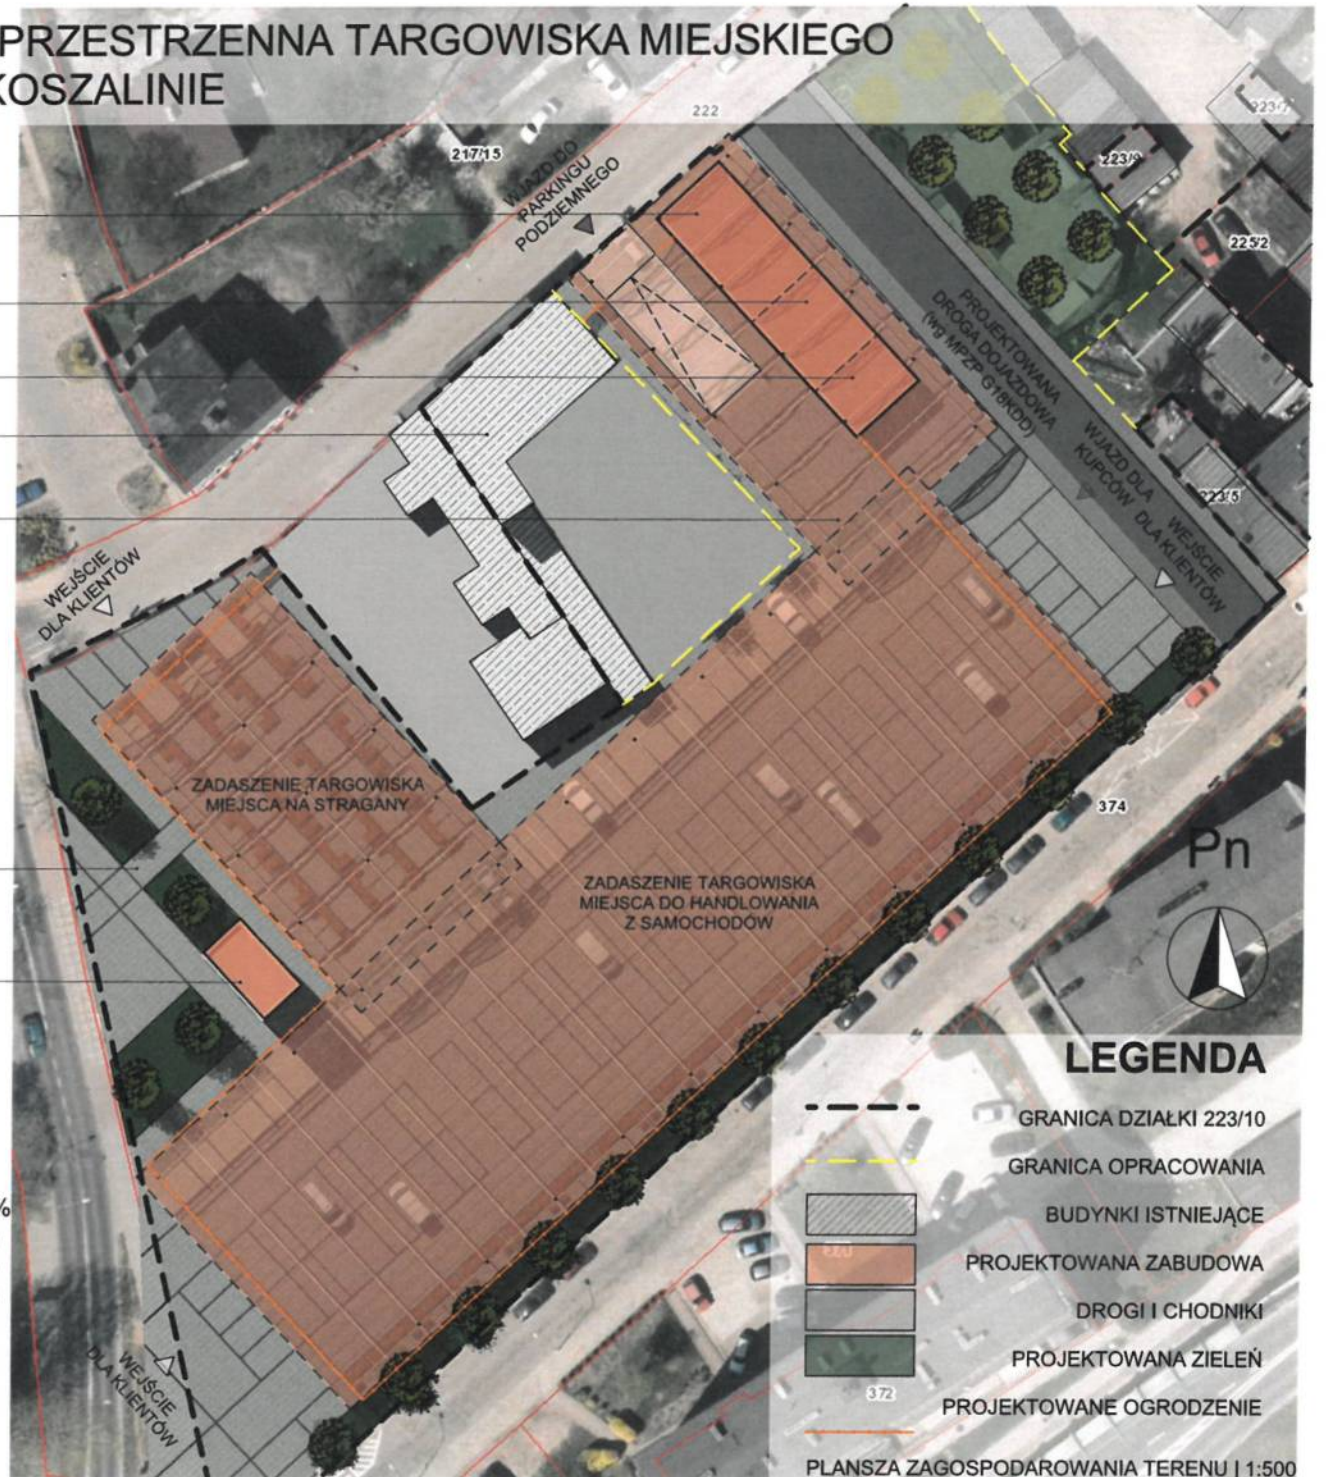 PRZESTRZENNA TARGOWISKA MIEJSKIEGO
KOSZALINIE
222
217/15
WJAZD DO
PARKINGU
PODZIEMNEGO
223/9
225/2
PROJEKTOWANA
DROGA DOJAZDOWA
(wg MPZP G18KDD)
WJAZD DLA
KUPCÓW
223/5
WEJŚCIE
DLA KLIENTÓW
WEJŚCIE
DLA KLIENTÓW
ZADASZENIE TARGOWISKA
MIEJSCA NA STRAGANY
374
Pn
ZADASZENIE TARGOWISKA
MIEJSCA DO HANDLOWANIA
Z SAMOCHODÓW
%
WEJŚCIE
DLA KLIENTÓW
LEGENDA
GRANICA DZIAŁKI 223/10
GRANICA OPRACOWANIA
BUDYNKI ISTNIEJĄCE
PROJEKTOWANA ZABUDOWA
DROGI I CHODNIKI
PROJEKTOWANA ZIELEŃ
372
PROJEKTOWANE OGRODZENIE
PLANSZA ZAGOSPODAROWANIA TERENU I 1:500